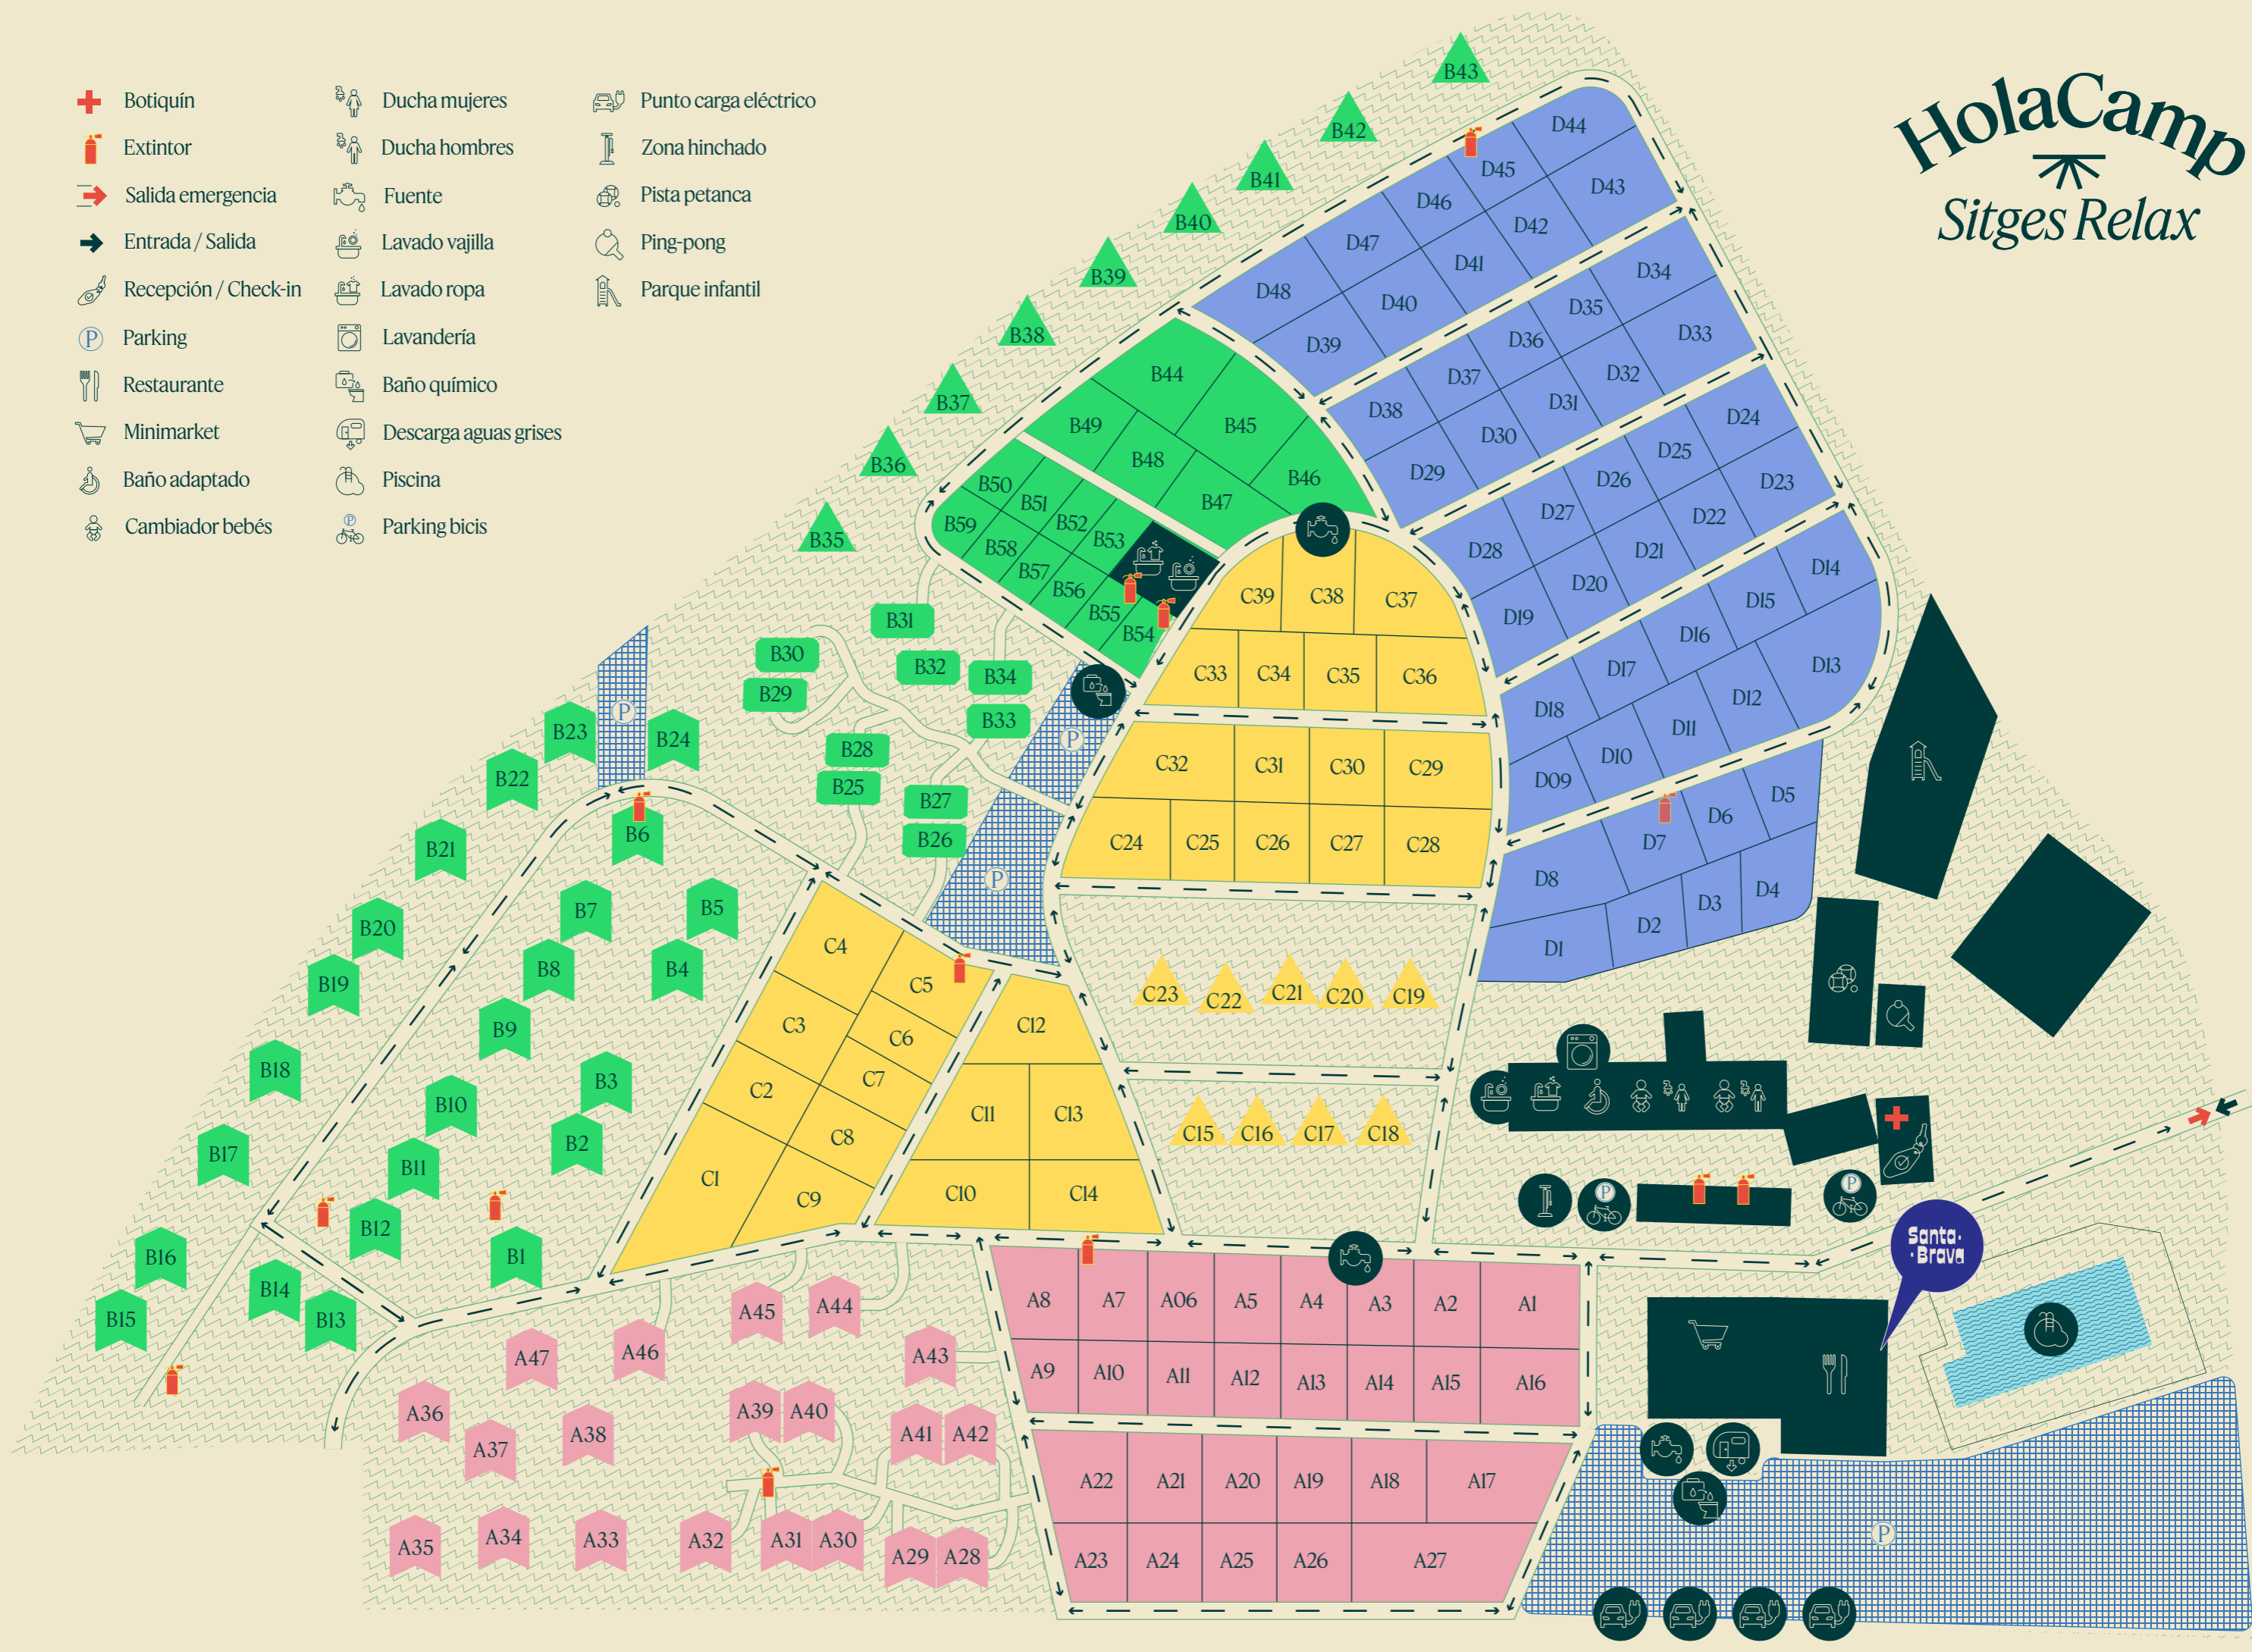 Botiquín
Extintor
Salida emergencia
Entrada / Salida
Recepción / Check-in
Parking
Restaurante
Minimarket
Baño adaptado
Cambiador bebés
Ducha mujeres
Ducha hombres
Fuente
Lavado vajilla
Lavado ropa
Lavandería
Baño químico
Descarga aguas grises
Piscina
Parking bicis
Punto carga eléctrico
Zona hinchado
Pista petanca
Ping-pong
Parque infantil
HolaCamp
Sitges Relax
B43
B42
B41
B40
B39
B38
B37
B36
B35
D44
D45
D43
D46
D42
D47
D41
D48
D40
D39
D34
D35
D33
D36
D32
D37
D31
D38
D30
D29
D24
D25
D23
D26
D22
D27
D21
D28
D20
D19
D14
D15
D13
D16
D12
D17
D11
D18
D10
D09
D5
D6
D7
D8
D4
D3
D2
D1
B44
B45
B49
B48
B46
B47
B50
B51
B52
B53
B59
B58
B57
B56
B55
B54
B31
B30
B32
B34
B29
B33
B28
B25
B27
B26
C39
C38
C37
C33
C34
C35
C36
C32
C31
C30
C29
C24
C25
C26
C27
C28
C23
C22
C21
C20
C19
C15
C16
C17
C18
P
P
P
B23
B24
B22
B6
B21
B7
B5
B20
B8
B4
B19
B9
B18
B3
B10
B2
B17
B11
B12
B16
B1
B14
B15
B13
C4
C5
C3
C6
C2
C7
C8
C1
C9
C12
C11
C13
C10
C14
A8
A7
A06
A5
A4
A3
A2
A1
A9
A10
A11
A12
A13
A14
A15
A16
A22
A21
A20
A19
A18
A17
A23
A24
A25
A26
A27
A45
A44
A46
A47
A43
A36
A39
A40
A37
A38
A41
A42
A35
A34
A33
A32
A31
A30
A29
A28
P
P
Santa
Brava
P